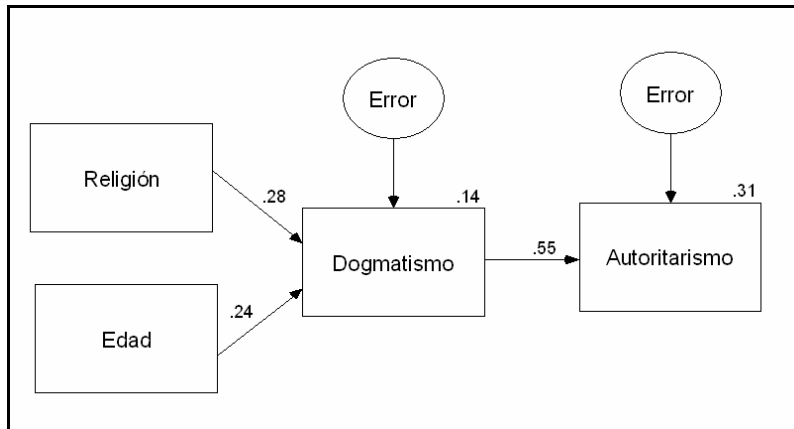 Error
Error
Religión
.28
.14
.31
Dogmatismo
.55
Autoritarismo
.24
Edad